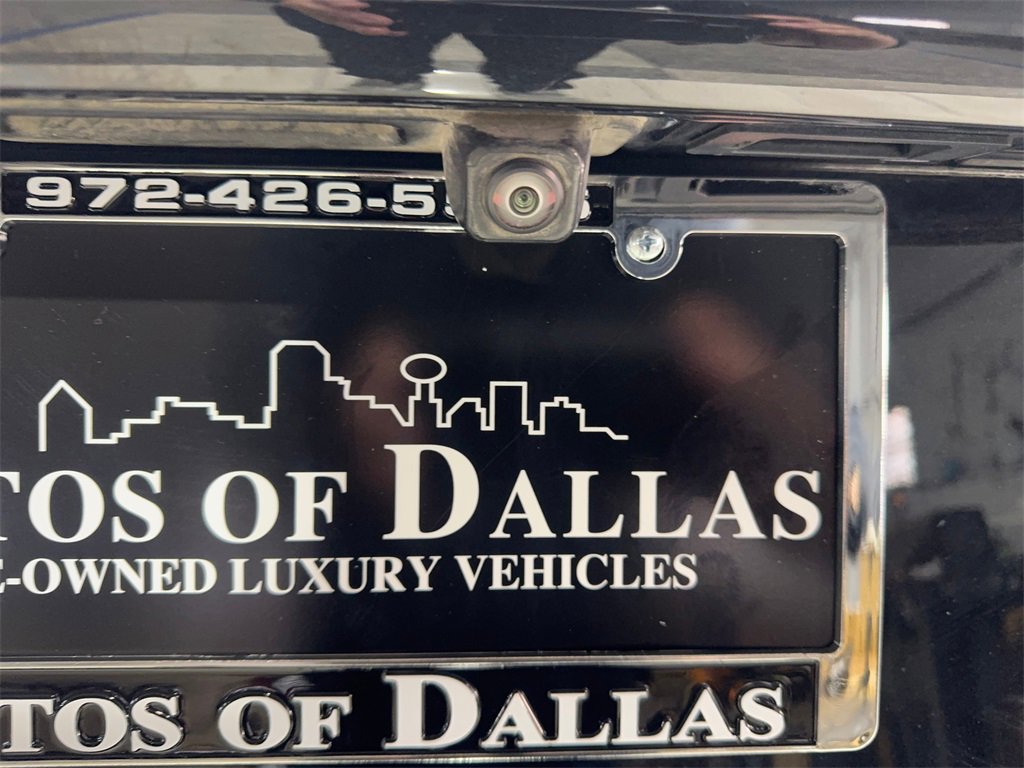 972-426-5
TOS OF DALLAS
E-OWNED LUXURY VEHICLES
TOS OF DALLAS